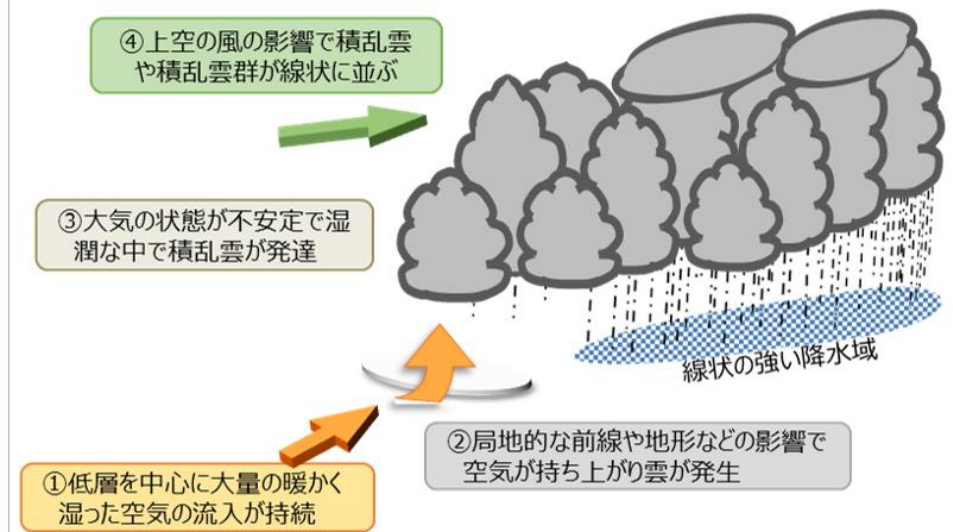 ④上空の風の影響で積乱雲
や積乱雲群が線状に並ぶ
③大気の状態が不安定で湿
潤な中で積乱雲が発達
線状の強い降水域
②局地的な前線や地形などの影響で
空気が持ち上がり雲が発生
①低層を中心に大量の暖かく
湿った空気の流入が持続